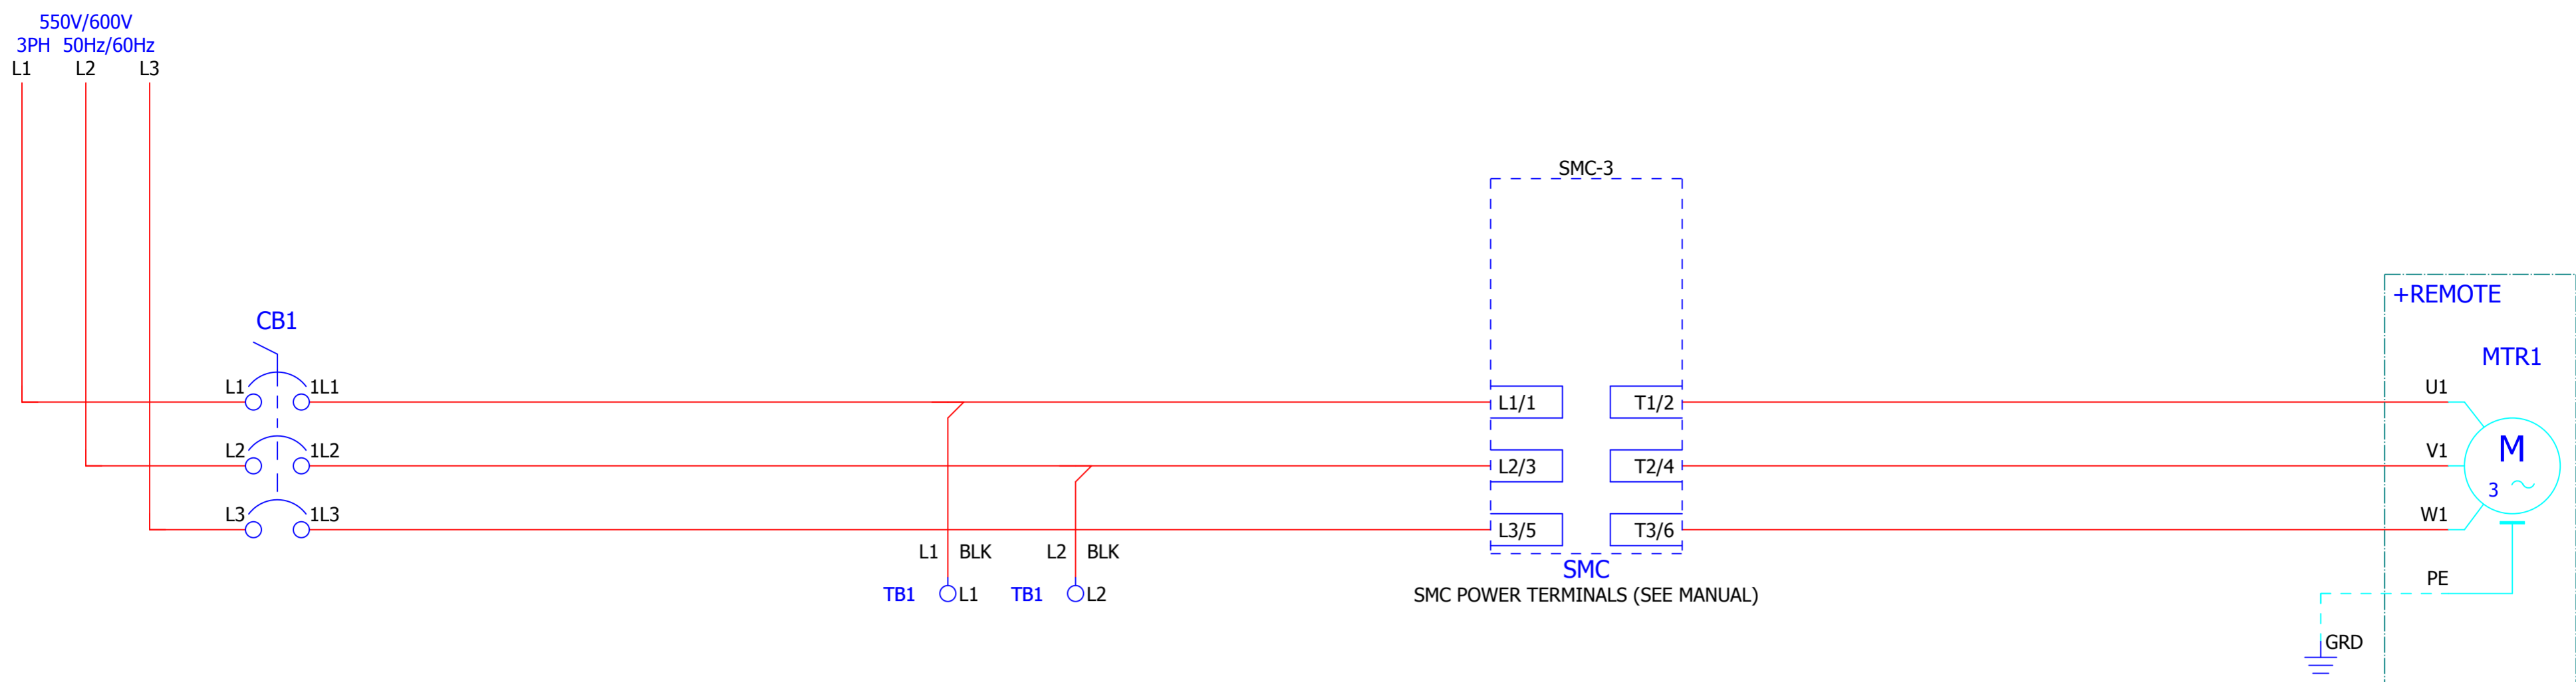 550V/600V
3PH 50Hz/60Hz
L1 L2 L3
SMC-3
+REMOTE
CB1
MTR1
L1 1L1
U1
L1/1 T1/2
L2 1L2
V1
M
L2/3 T2/4
3
L3 1L3
W1
L3/5 T3/6
L1 BLK L2 BLK
SMC
PE
TB1 L1 TB1 L2
SMC POWER TERMINALS (SEE MANUAL)
GRD